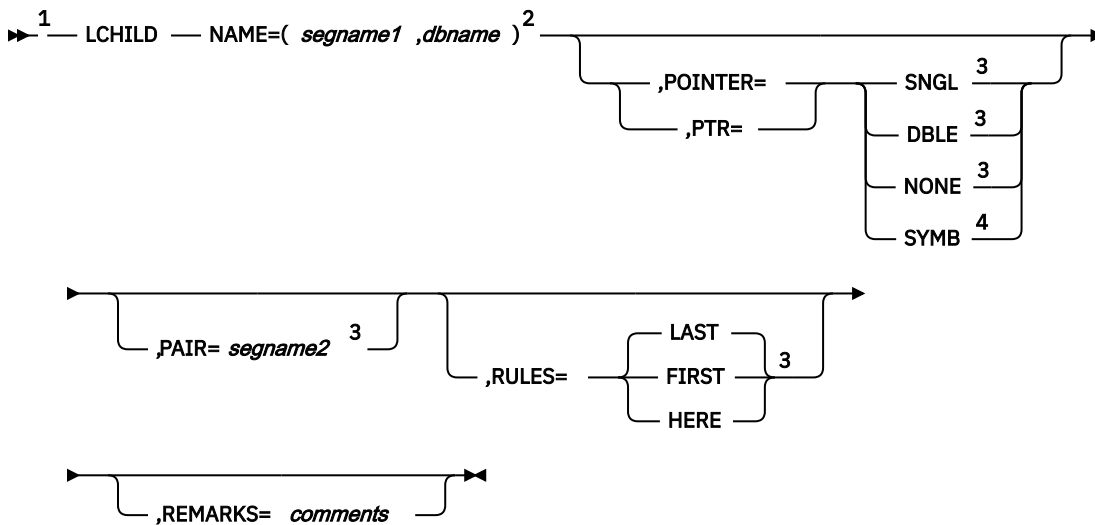 1 LCHILD NAME=( segname1 ,dbname ) 2
,POINTER= SNGL 3
,PTR= DBLE 3
NONE 3
SYMB 4
,PAIR= segname2 3
,RULES= LAST
FIRST 3
HERE
,REMARKS= comments